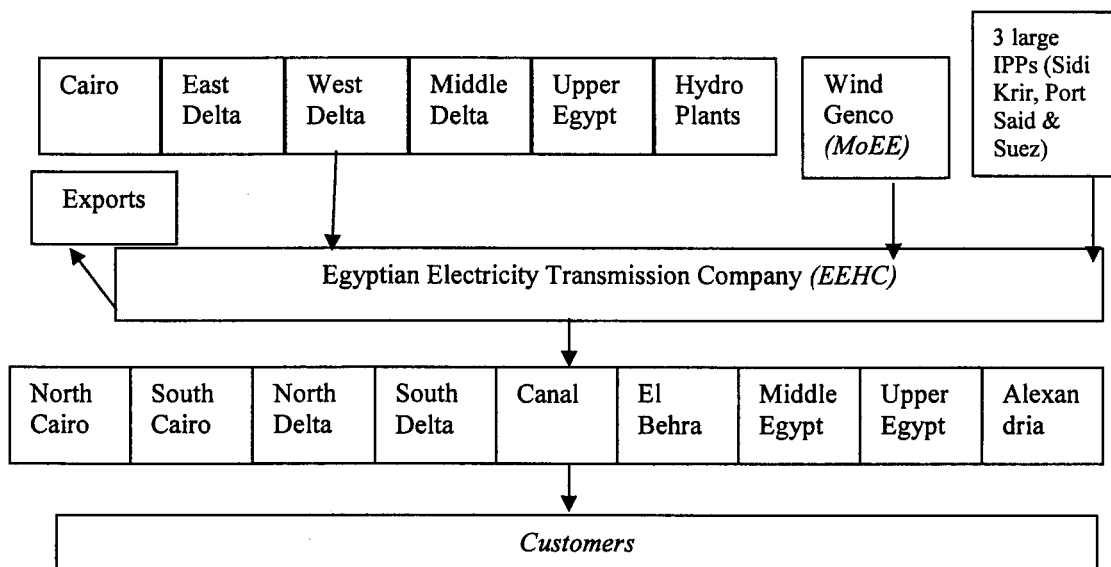 Cairo
East
Delta
West
Delta
Middle
Delta
Upper
Egypt
Hydro
Plants
Wind
Genco
(MoEE)
3 large
IPPs (Sidi
Krir, Port
Said &
Suez)
Exports
Egyptian Electricity Transmission Company (EEHC)
North
Cairo
South
Cairo
North
Delta
South
Delta
Canal
El
Behra
Middle
Egypt
Upper
Egypt
Alexan
dria
Customers